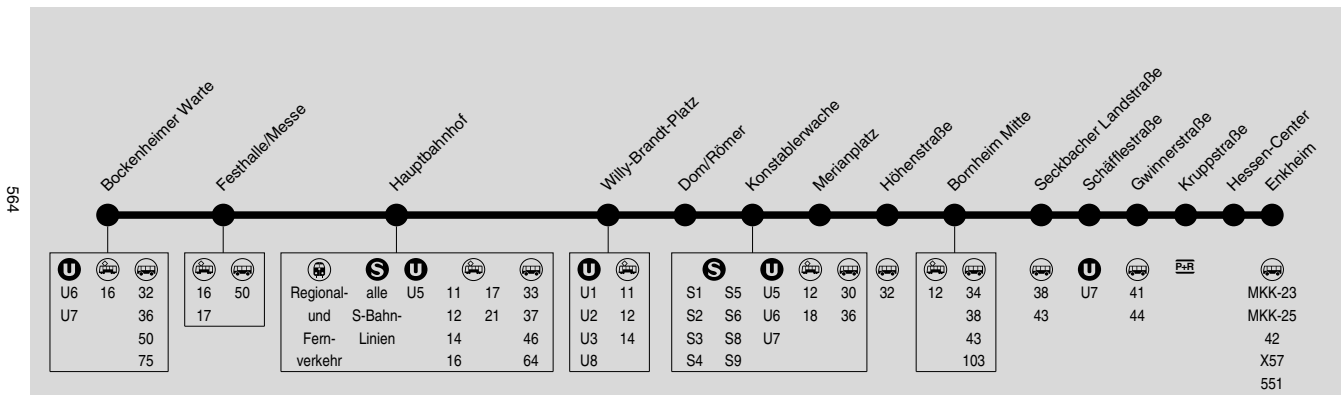 564
Bockenheimer Warte
Festhalle/Messe
Hauptbahnhof
Willy-Brandt-Platz
Dom/Römer
Konstablerwache
Merianplatz
Höhenstraße
Bornheim Mitte
Seckbacher Landstraße
Schäfflestraße
Gwinnerstraße
Kruppstraße
Hessen-Center
Enkheim
U
U6 16 32
U7 36
50
75
16 50
17
S U
Regional- alle U5 11 17 33
und S-Bahn- 12 21 37
Fern- Linien 14 46
verkehr 16 64
U
U1 11
U2 12
U3 14
U8
S U
S1 S5 U5 12 30
S2 S6 U6 18 36
S3 S8 U7
S4 S9
32
12 34
38
43
103
38
43
U
U7
41
44
P+R
MKK-23
MKK-25
42
X57
551